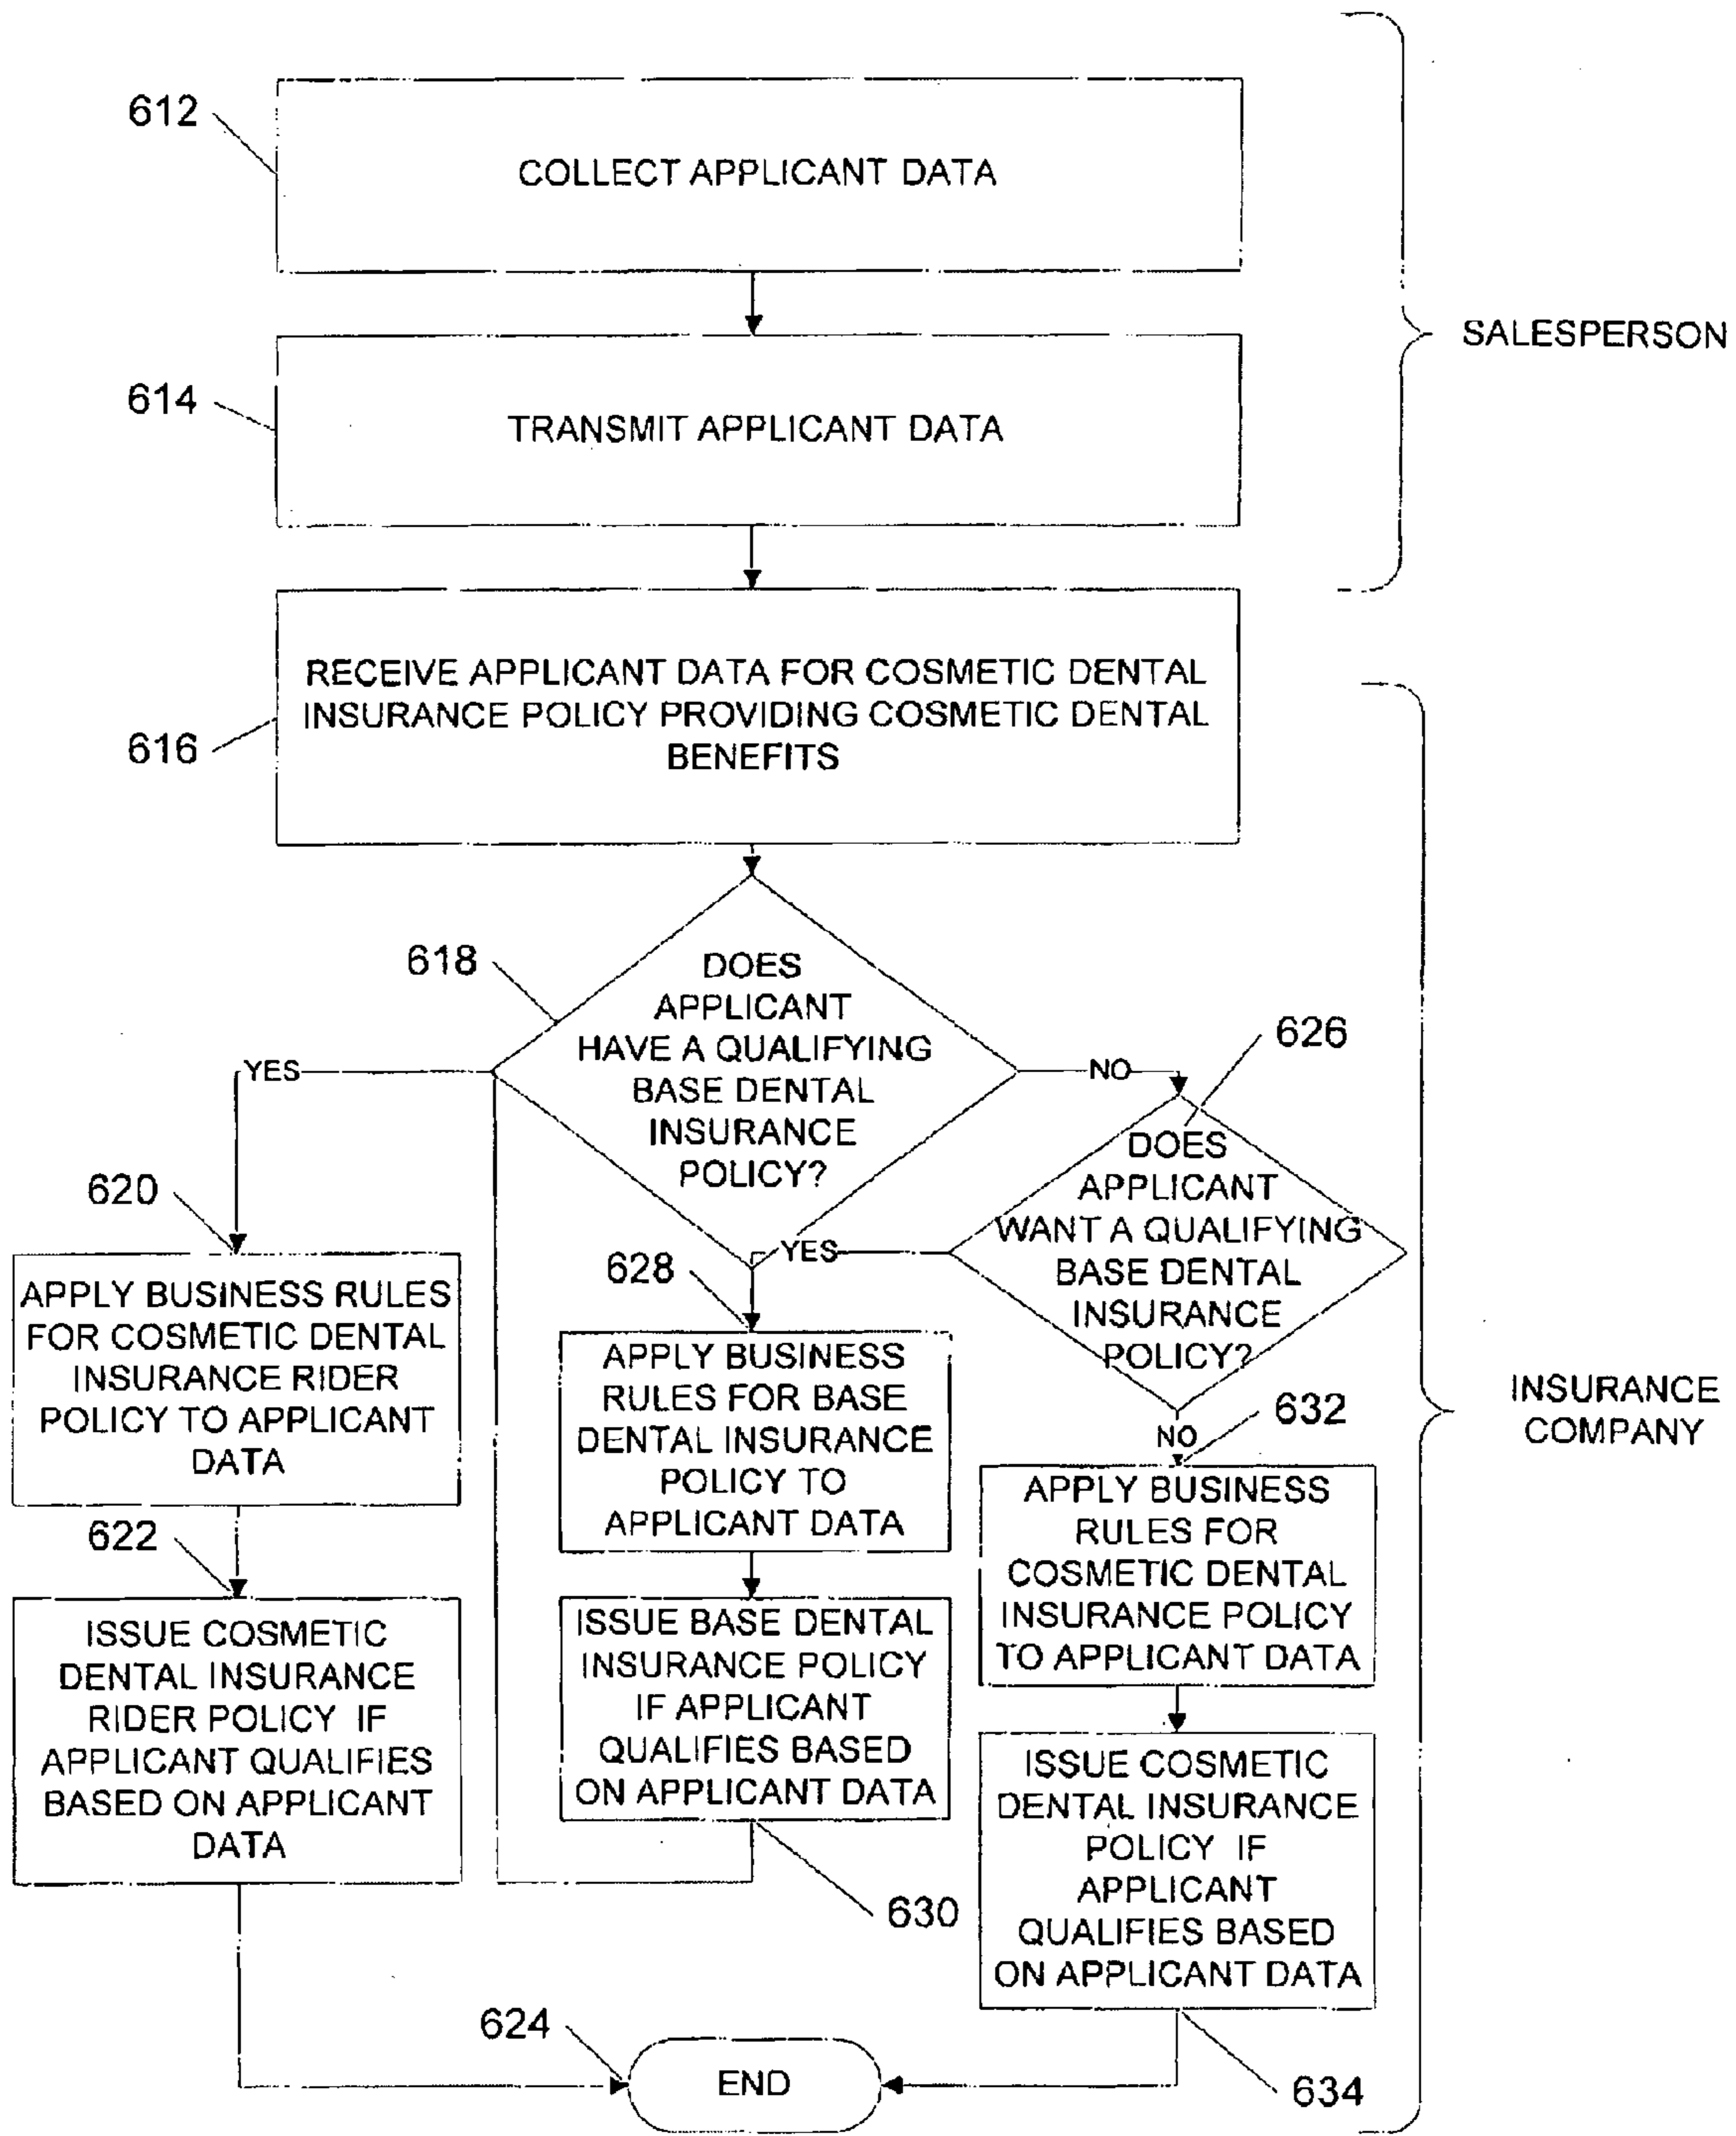 612
COLLECT APPLICANT DATA
SALESPERSON
614
TRANSMIT APPLICANT DATA
616
RECEIVE APPLICANT DATA FOR COSMETIC DENTAL
INSURANCE POLICY PROVIDING COSMETIC DENTAL
BENEFITS
618
DOES
APPLICANT
HAVE A QUALIFYING
BASE DENTAL
INSURANCE
POLICY?
YES
NO
626
DOES
APPLICANT
WANT A QUALIFYING
BASE DENTAL
INSURANCE
POLICY?
YES
NO
620
APPLY BUSINESS RULES
FOR COSMETIC DENTAL
INSURANCE RIDER
POLICY TO APPLICANT
DATA
628
APPLY BUSINESS
RULES FOR BASE
DENTAL INSURANCE
POLICY TO
APPLICANT DATA
632
APPLY BUSINESS
RULES FOR
COSMETIC DENTAL
INSURANCE POLICY
TO APPLICANT DATA
INSURANCE
COMPANY
622
ISSUE COSMETIC
DENTAL INSURANCE
RIDER POLICY IF
APPLICANT QUALIFIES
BASED ON APPLICANT
DATA
ISSUE BASE DENTAL
INSURANCE POLICY
IF APPLICANT
QUALIFIES BASED
ON APPLICANT DATA
630
ISSUE COSMETIC
DENTAL INSURANCE
POLICY IF
APPLICANT
QUALIFIES BASED
ON APPLICANT DATA
634
624
END